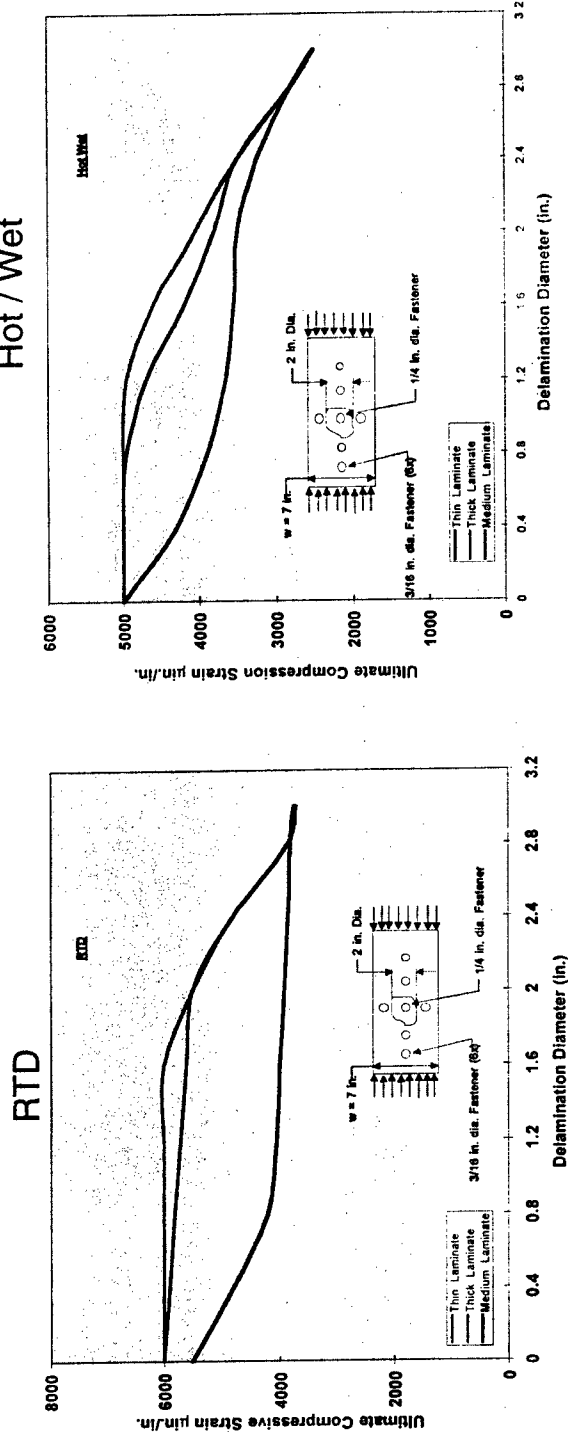 RTD
8000
6000
4000
2000
0
Ultimate Compressive Strain µin./in.
RTD
w = 7 in.
2 in. Dia.
3/16 in. dia. Fastener (6x)
1/4 in. dia. Fastener
Thin Laminate
Thick Laminate
Medium Laminate
0 0.4 0.8 1.2 1.6 2 2.4 2.8 3.2
Delamination Diameter (in.)
Hot / Wet
6000
5000
4000
3000
2000
1000
0
Ultimate Compression Strain µin./in.
Hot Wet
w = 7 in.
2 in. Dia.
3/16 in. dia. Fastener (6x)
1/4 in. dia. Fastener
Thin Laminate
Thick Laminate
Medium Laminate
0 0.4 0.8 1.2 1.6 2 2.4 2.8 3.2
Delamination Diameter (in.)